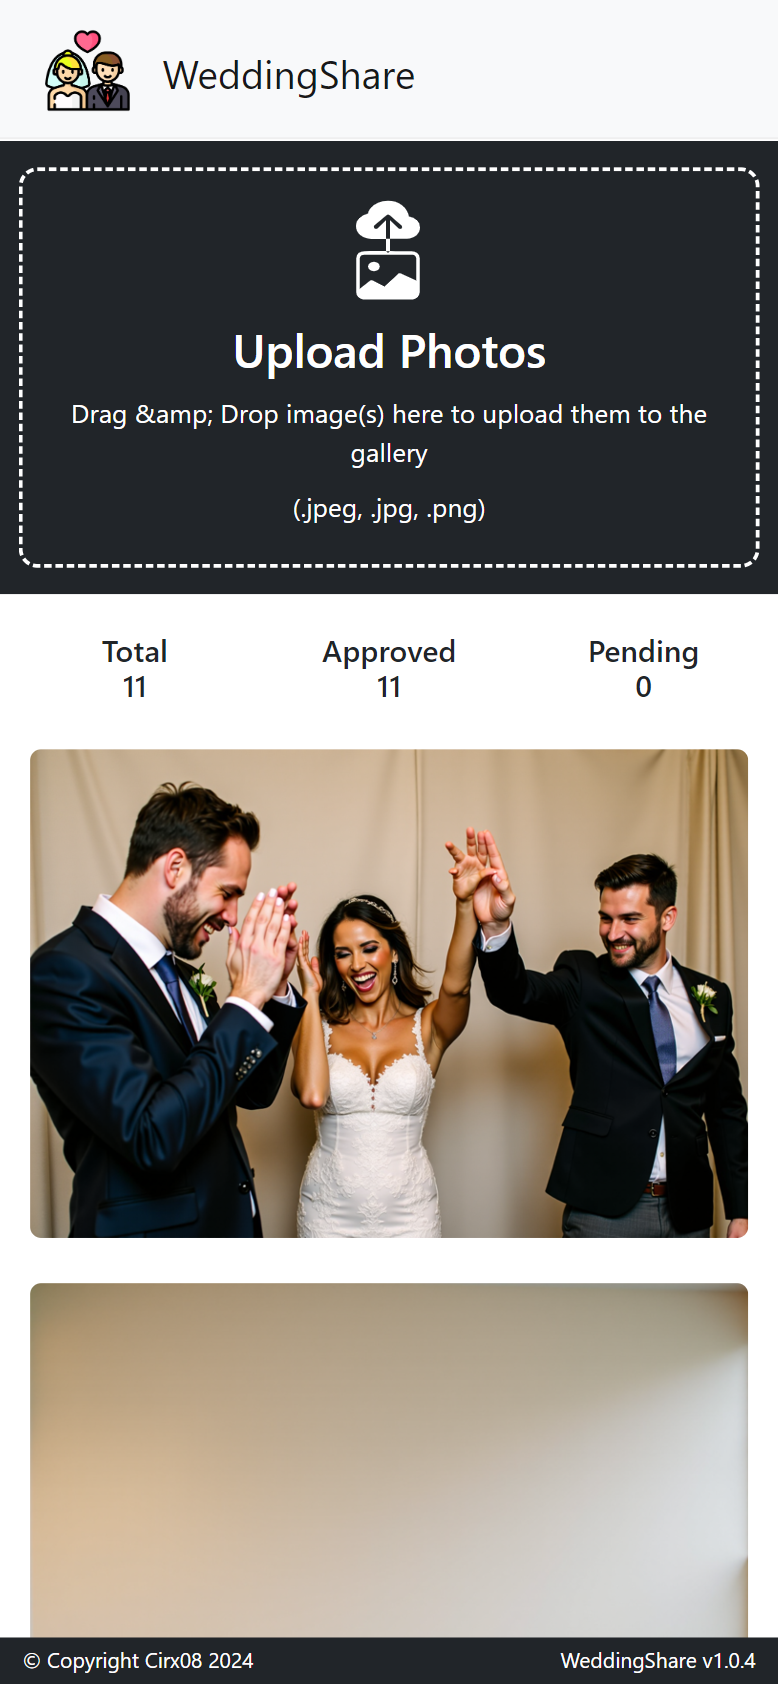 WeddingShare
Upload Photos
Drag &amp; Drop image(s) here to upload them to the
gallery
(.jpeg, .jpg, .png)
Total Approved Pending
11 11 0
© Copyright Cirx08 2024 WeddingShare v1.0.4